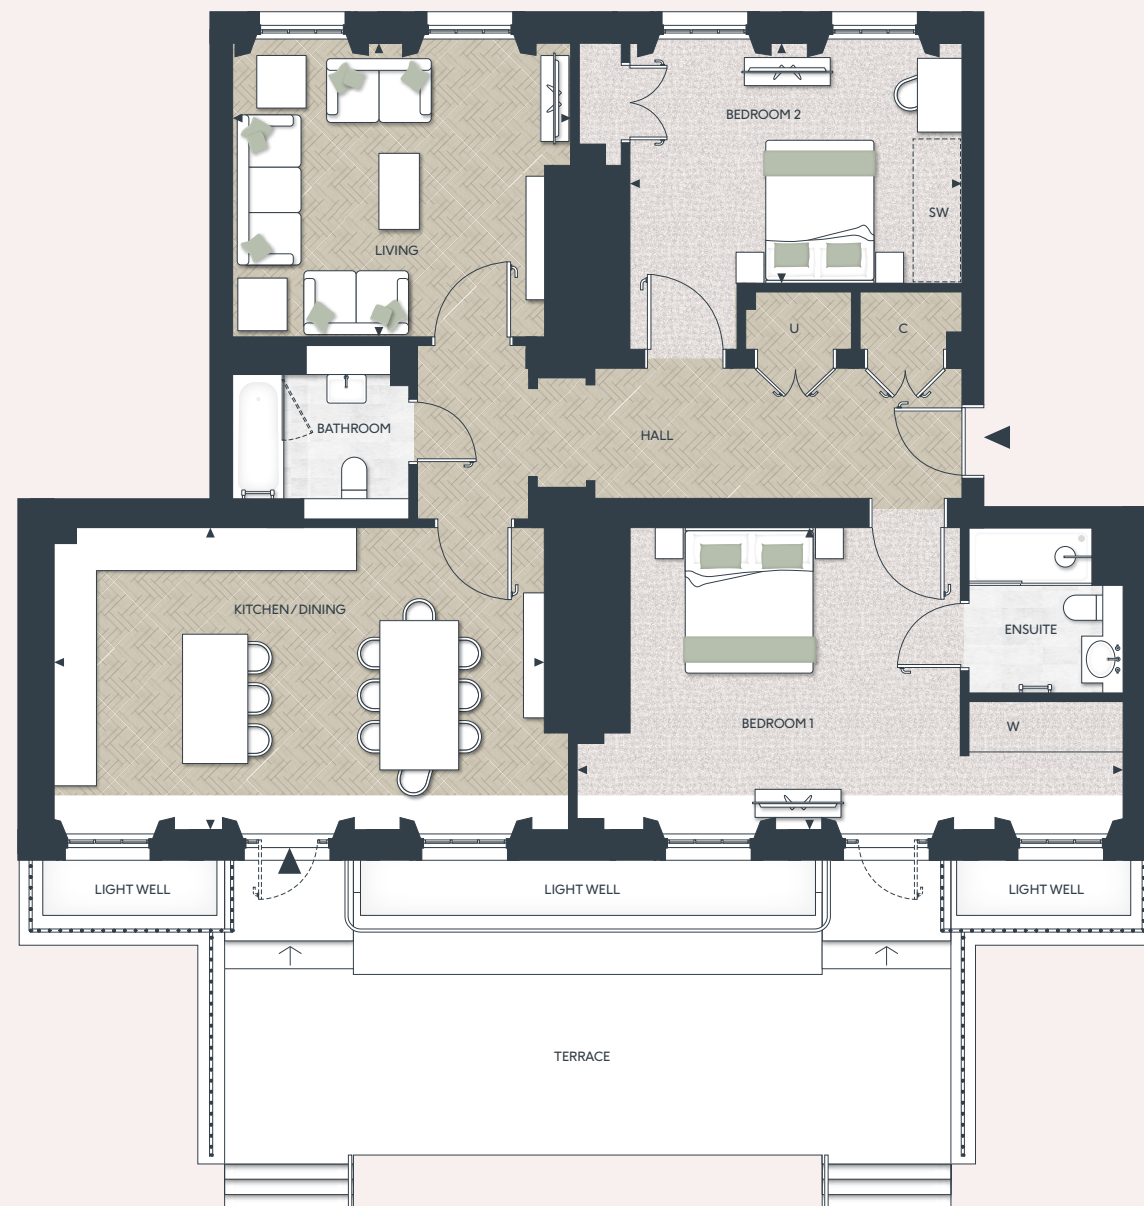 BEDROOM 2
SW
LIVING
U
C
BATHROOM
HALL
KITCHEN / DINING
ENSUITE
BEDROOM 1
W
LIGHT WELL
LIGHT WELL
LIGHT WELL
TERRACE